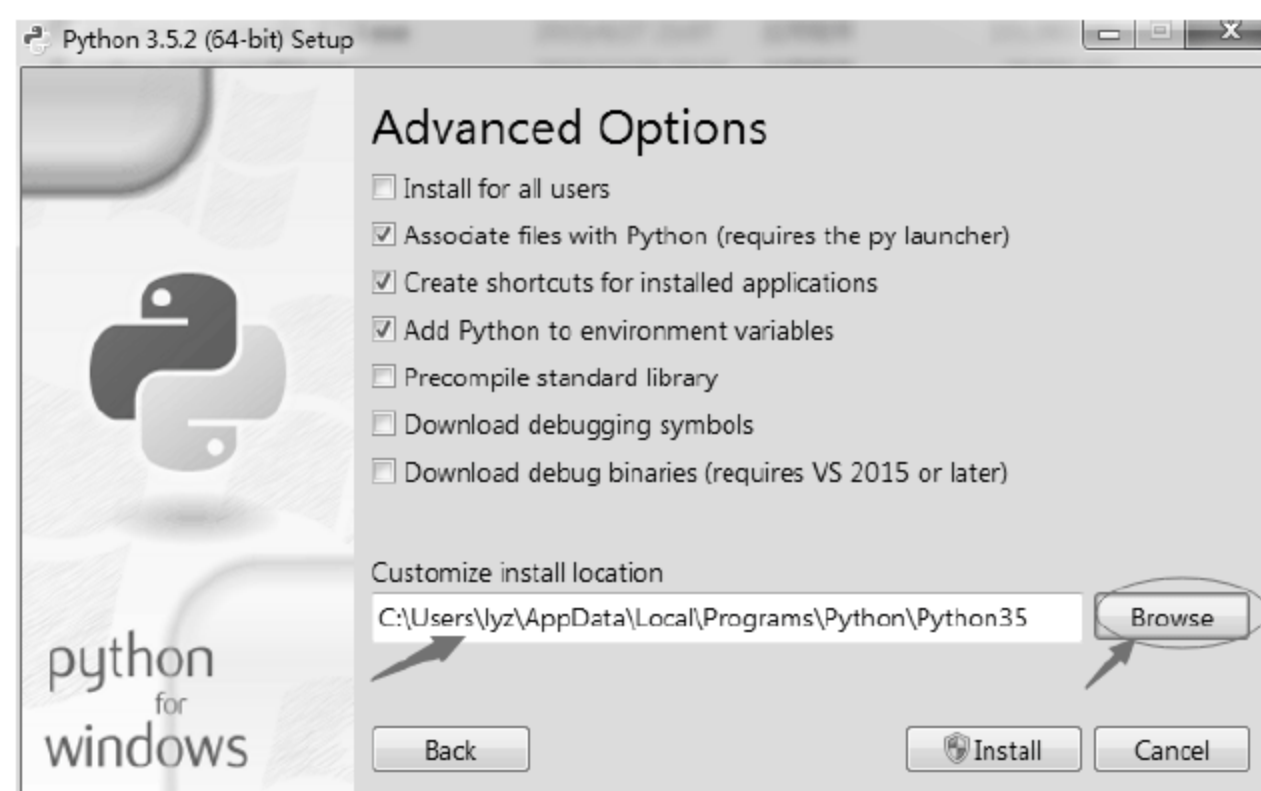 Python 3.5.2 (64-bit) Setup
Advanced Options
Install for all users
Associate files with Python (requires the py launcher)
Create shortcuts for installed applications
Add Python to environment variables
Precompile standard library
Download debugging symbols
Download debug binaries (requires VS 2015 or later)
Customize install location
C:\Users\lyz\AppData\Local\Programs\Python\Python35
Browse
python
for
windows
Back
Install
Cancel